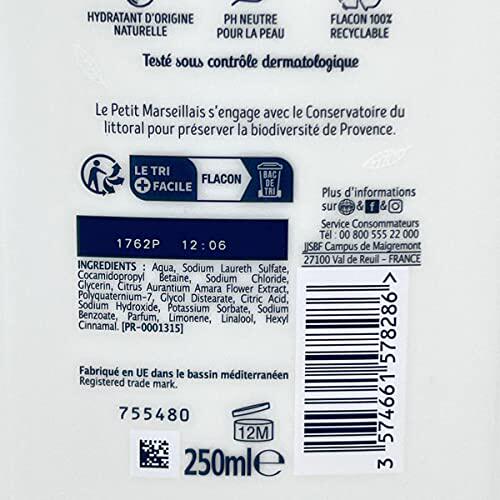 HYDRATANT D'ORIGINE
NATURELLE
PH NEUTRE
POUR LA PEAU
FLACON 100%
RECYCLABLE
Testé sous contrôle dermatologique
Le Petit Marseillais s'engage avec le Conservatoire du
littoral pour préserver la biodiversité de Provence.
LE TRI
+ FACILE
FLACON
BAC
DE
TRI
Plus d'informations
sur & f &
Service Consommateurs
Tél : 00 800 555 22 000
JJSBF Campus de Maigremont
27100 Val de Reuil – FRANCE
1762P 12:06
INGREDIENTS : Aqua, Sodium Laureth Sulfate,
Cocamidopropyl Betaine, Sodium Chloride,
Glycerin, Citrus Aurantium Amara Flower Extract,
Polyquaternium-7, Glycol Distearate, Citric Acid,
Sodium Hydroxide, Potassium Sorbate, Sodium
Benzoate, Parfum, Limonene, Linalool, Hexyl
Cinnamal. [PR-0001315]
Fabriqué en UE dans le bassin méditerranéen
Registered trade mark.
755480
12M
250ml℮
3 574661 578286 >